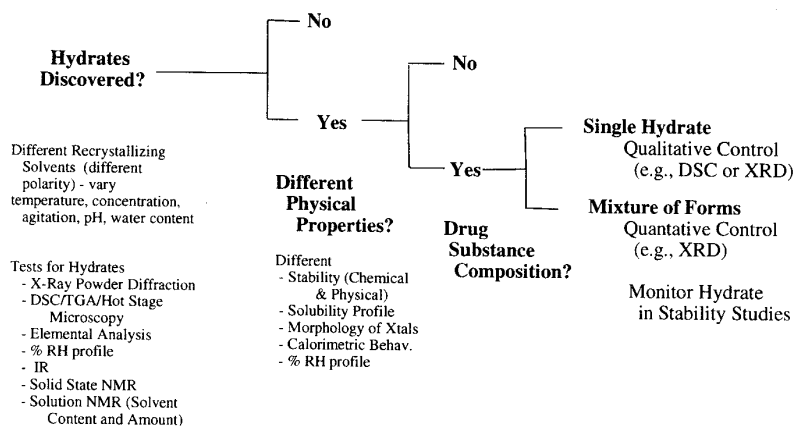 No
Hydrates
Discovered?
Yes
No
Yes
Single Hydrate
Qualitative Control
(e.g., DSC or XRD)
Mixture of Forms
Quantative Control
(e.g., XRD)
Monitor Hydrate
in Stability Studies
Different Recrystallizing
Solvents (different
polarity) - vary
temperature, concentration,
agitation, pH, water content
Tests for Hydrates
- X-Ray Powder Diffraction
- DSC/TGA/Hot Stage
Microscopy
- Elemental Analysis
- % RH profile
- IR
- Solid State NMR
- Solution NMR (Solvent
Content and Amount)
Different
Physical
Properties?
Different
- Stability (Chemical
& Physical)
- Solubility Profile
- Morphology of Xtals
- Calorimetric Behav.
- % RH profile
Drug
Substance
Composition?